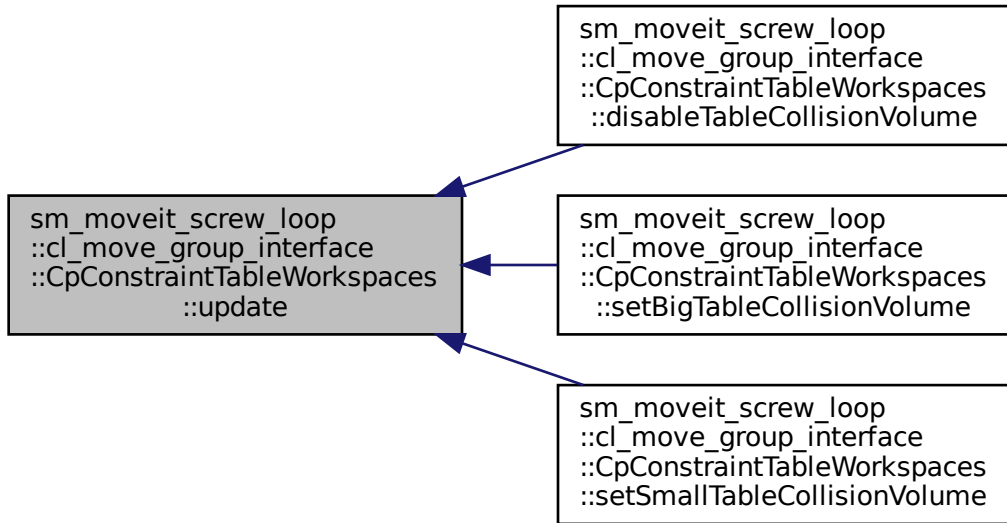 sm_moveit_screw_loop
::cl_move_group_interface
::CpConstraintTableWorkspaces
::update
sm_moveit_screw_loop
::cl_move_group_interface
::CpConstraintTableWorkspaces
::disableTableCollisionVolume
sm_moveit_screw_loop
::cl_move_group_interface
::CpConstraintTableWorkspaces
::setBigTableCollisionVolume
sm_moveit_screw_loop
::cl_move_group_interface
::CpConstraintTableWorkspaces
::setSmallTableCollisionVolume